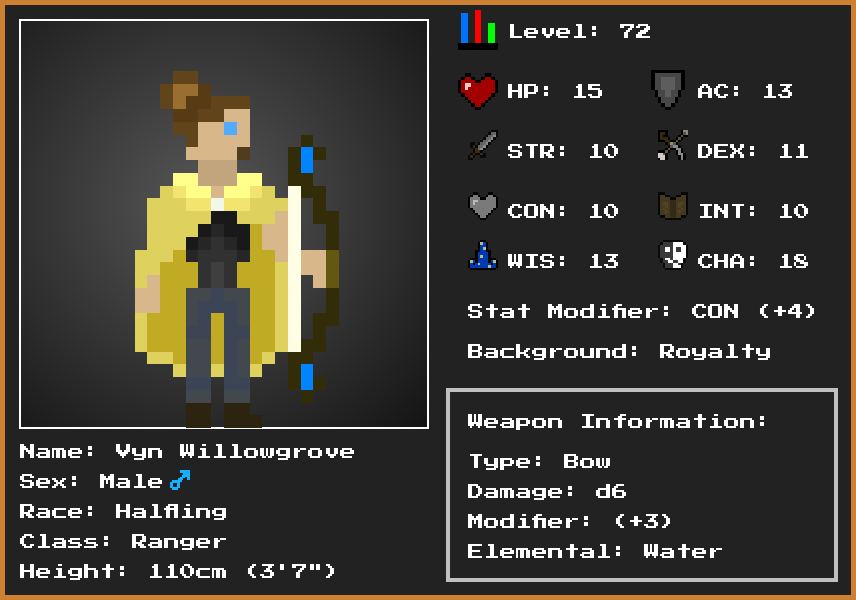 Level: 72
HP: 15 AC: 13
STR: 10 DEX: 11
CON: 10 INT: 10
WIS: 13 CHA: 18
Stat Modifier: CON (+4)
Background: Royalty
Weapon Information:
Type: Bow
Damage: d6
Modifier: (+3)
Elemental: Water
Name: Vyn Willowgrove
Sex: Male ♂
Race: Halfling
Class: Ranger
Height: 110cm (3'7")